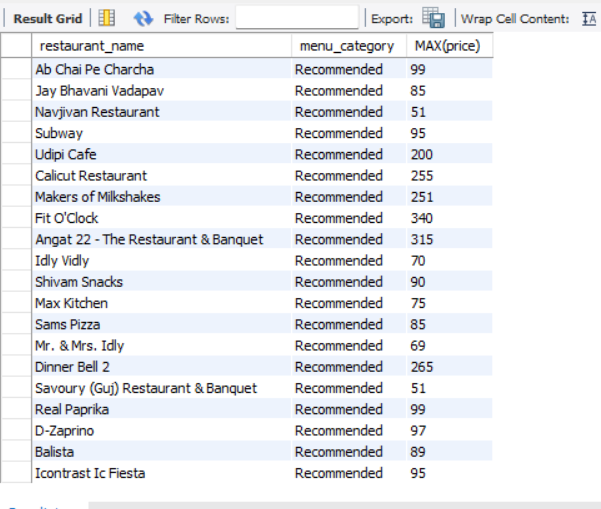 Result Grid Filter Rows: Export: Wrap Cell Content: IA
restaurant_name menu_category MAX(price)
Ab Chai Pe Charcha Recommended 99
Jay Bhavani Vadapav Recommended 85
Navjivan Restaurant Recommended 51
Subway Recommended 95
Udipi Cafe Recommended 200
Calicut Restaurant Recommended 255
Makers of Milkshakes Recommended 251
Fit O'Clock Recommended 340
Angat 22 - The Restaurant & Banquet Recommended 315
Idly Vidly Recommended 70
Shivam Snacks Recommended 90
Max Kitchen Recommended 75
Sams Pizza Recommended 85
Mr. & Mrs. Idly Recommended 69
Dinner Bell 2 Recommended 265
Savoury (Guj) Restaurant & Banquet Recommended 51
Real Paprika Recommended 99
D-Zaprino Recommended 97
Balista Recommended 89
Icontrast Ic Fiesta Recommended 95